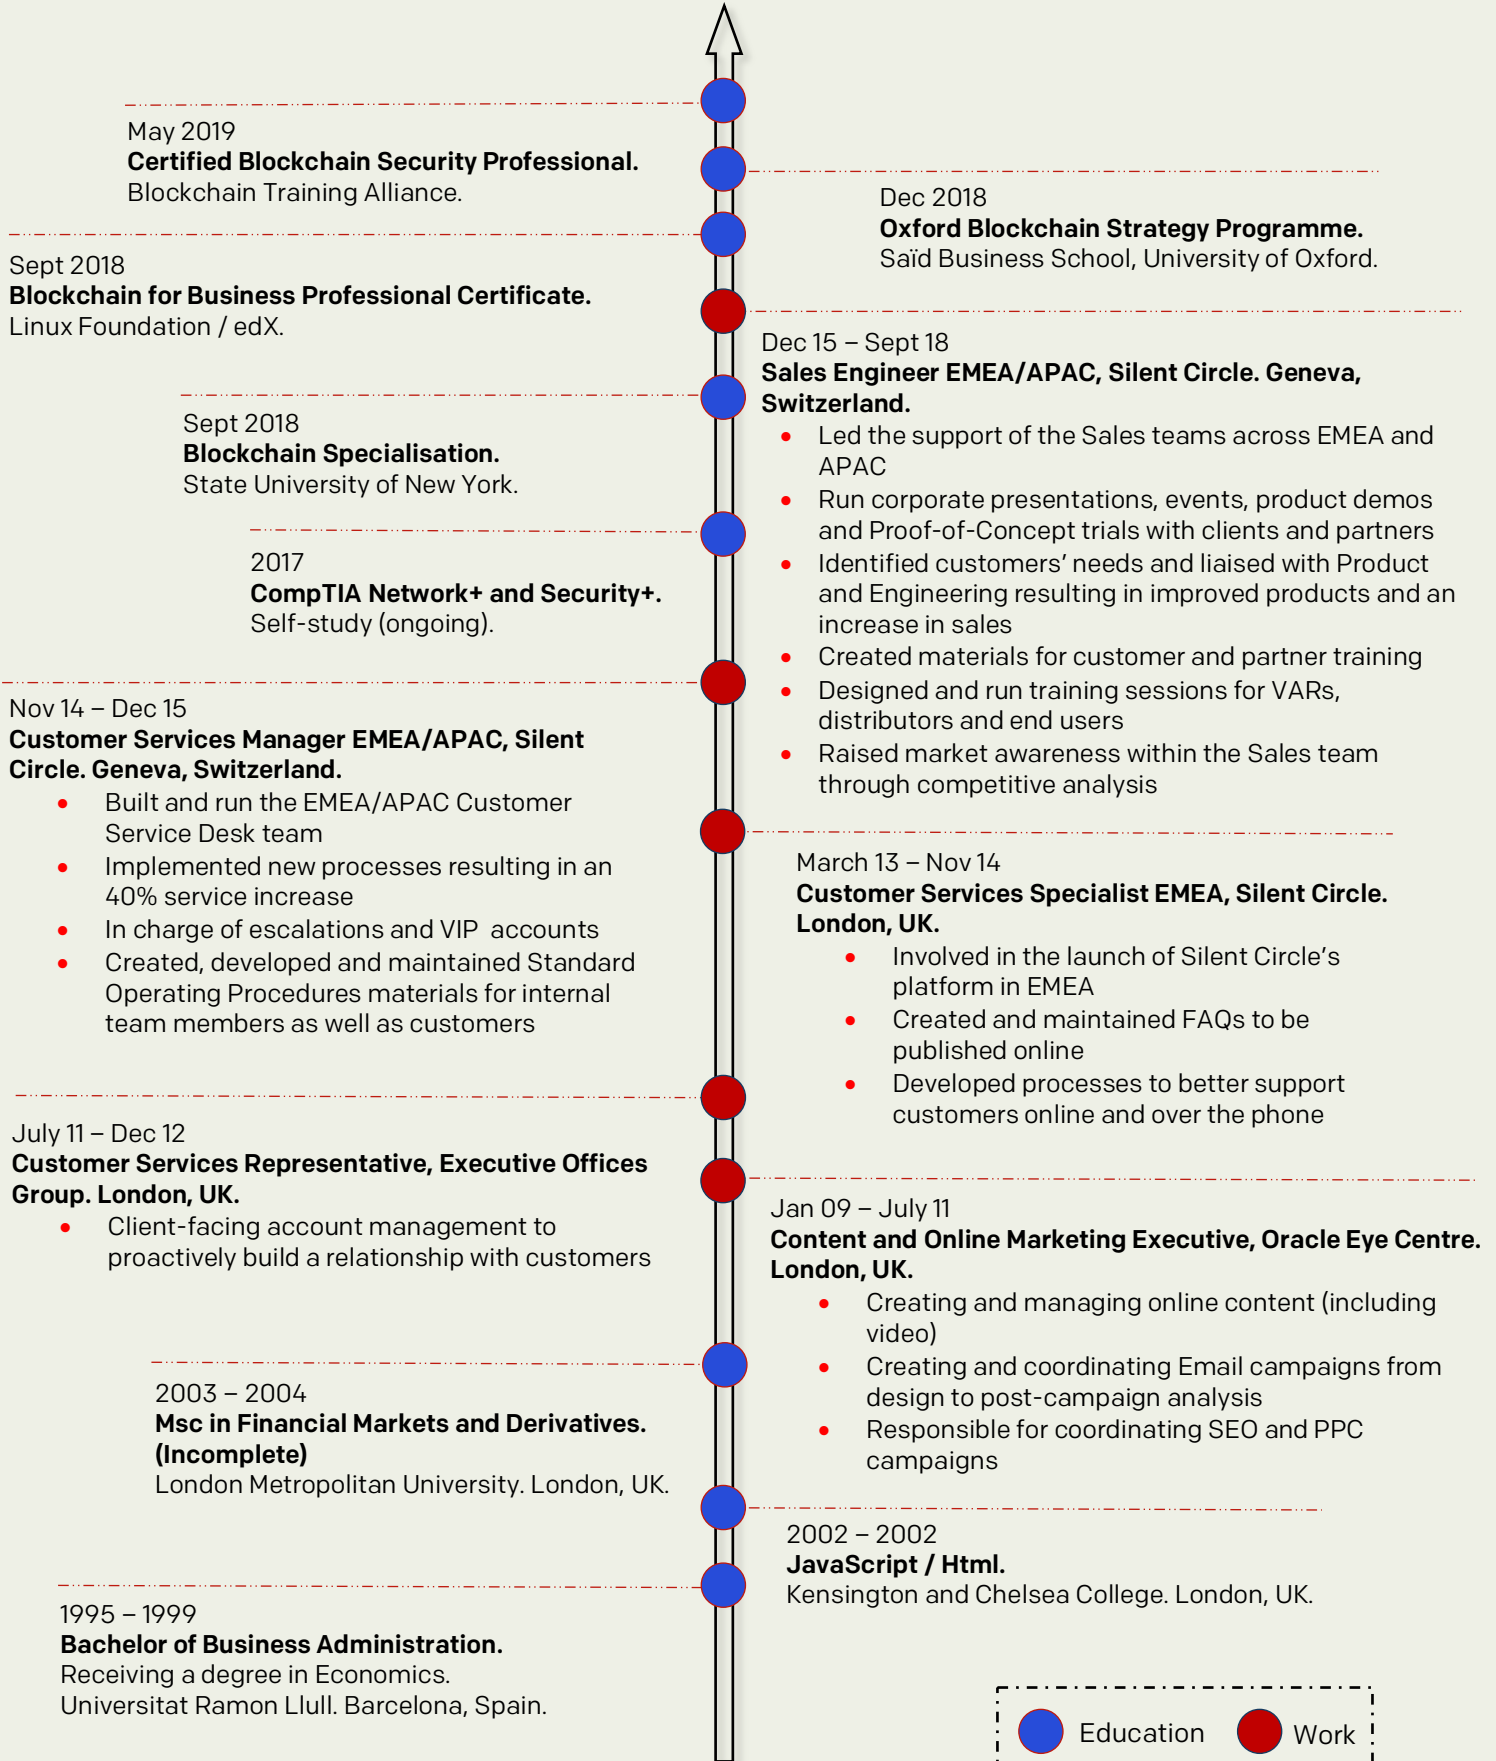 May 2019
Certified Blockchain Security Professional.
Blockchain Training Alliance.
Dec 2018
Oxford Blockchain Strategy Programme.
Saïd Business School, University of Oxford.
Sept 2018
Blockchain for Business Professional Certificate.
Linux Foundation / edX.
Dec 15 – Sept 18
Sales Engineer EMEA/APAC, Silent Circle. Geneva,
Switzerland.
• Led the support of the Sales teams across EMEA and
APAC
• Run corporate presentations, events, product demos
and Proof-of-Concept trials with clients and partners
• Identified customers’ needs and liaised with Product
and Engineering resulting in improved products and an
increase in sales
• Created materials for customer and partner training
• Designed and run training sessions for VARs,
distributors and end users
• Raised market awareness within the Sales team
through competitive analysis
Sept 2018
Blockchain Specialisation.
State University of New York.
2017
CompTIA Network+ and Security+.
Self-study (ongoing).
Nov 14 – Dec 15
Customer Services Manager EMEA/APAC, Silent
Circle. Geneva, Switzerland.
• Built and run the EMEA/APAC Customer
Service Desk team
• Implemented new processes resulting in an
40% service increase
• In charge of escalations and VIP accounts
• Created, developed and maintained Standard
Operating Procedures materials for internal
team members as well as customers
March 13 – Nov 14
Customer Services Specialist EMEA, Silent Circle.
London, UK.
• Involved in the launch of Silent Circle’s
platform in EMEA
• Created and maintained FAQs to be
published online
• Developed processes to better support
customers online and over the phone
July 11 – Dec 12
Customer Services Representative, Executive Offices
Group. London, UK.
• Client-facing account management to
proactively build a relationship with customers
Jan 09 – July 11
Content and Online Marketing Executive, Oracle Eye Centre.
London, UK.
• Creating and managing online content (including
video)
• Creating and coordinating Email campaigns from
design to post-campaign analysis
• Responsible for coordinating SEO and PPC
campaigns
2003 – 2004
Msc in Financial Markets and Derivatives.
(Incomplete)
London Metropolitan University. London, UK.
2002 – 2002
JavaScript / Html.
Kensington and Chelsea College. London, UK.
1995 – 1999
Bachelor of Business Administration.
Receiving a degree in Economics.
Universitat Ramon Llull. Barcelona, Spain.
Education
Work